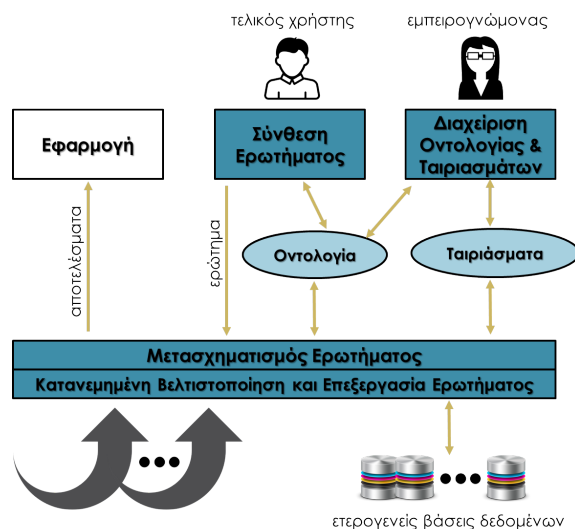 τελικός χρήστης
εμπειρογνώμονας
Εφαρμογή
Σύνθεση
Ερωτήματος
Διαχείριση
Οντολογίας &
Ταιριασμάτων
αποτελέσματα
ερώτημα
Οντολογία
Ταιριάσματα
Μετασχηματισμός Ερωτήματος
Κατανεμημένη Βελτιστοποίηση και Επεξεργασία Ερωτήματος
ετερογενείς βάσεις δεδομένων